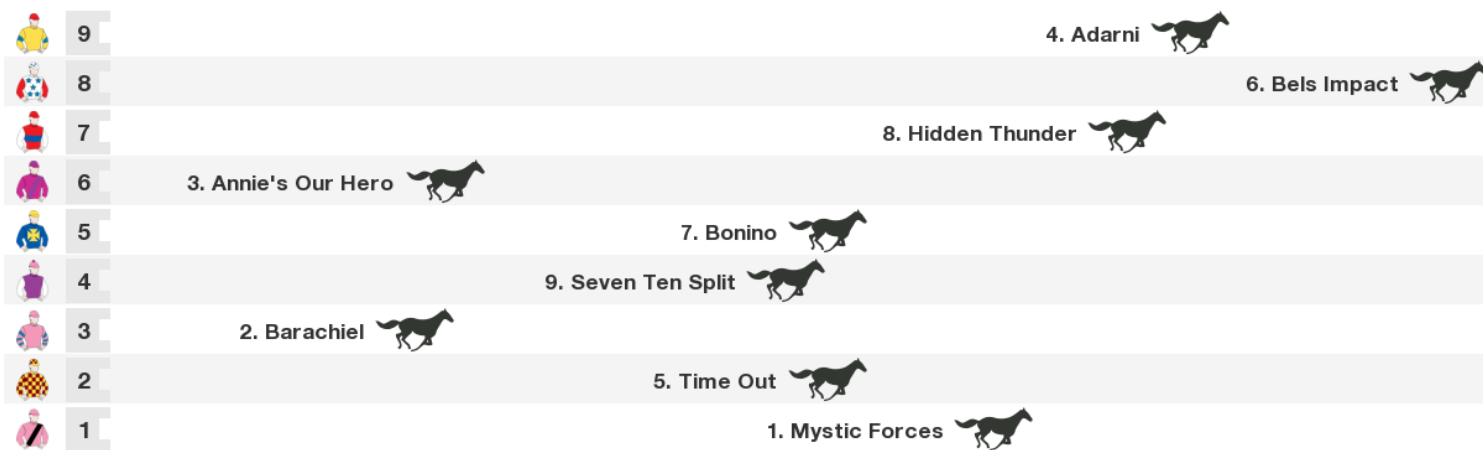 9 4. Adarni
8 6. Bels Impact
7 8. Hidden Thunder
6 3. Annie's Our Hero
5 7. Bonino
4 9. Seven Ten Split
3 2. Barachiel
2 5. Time Out
1 1. Mystic Forces